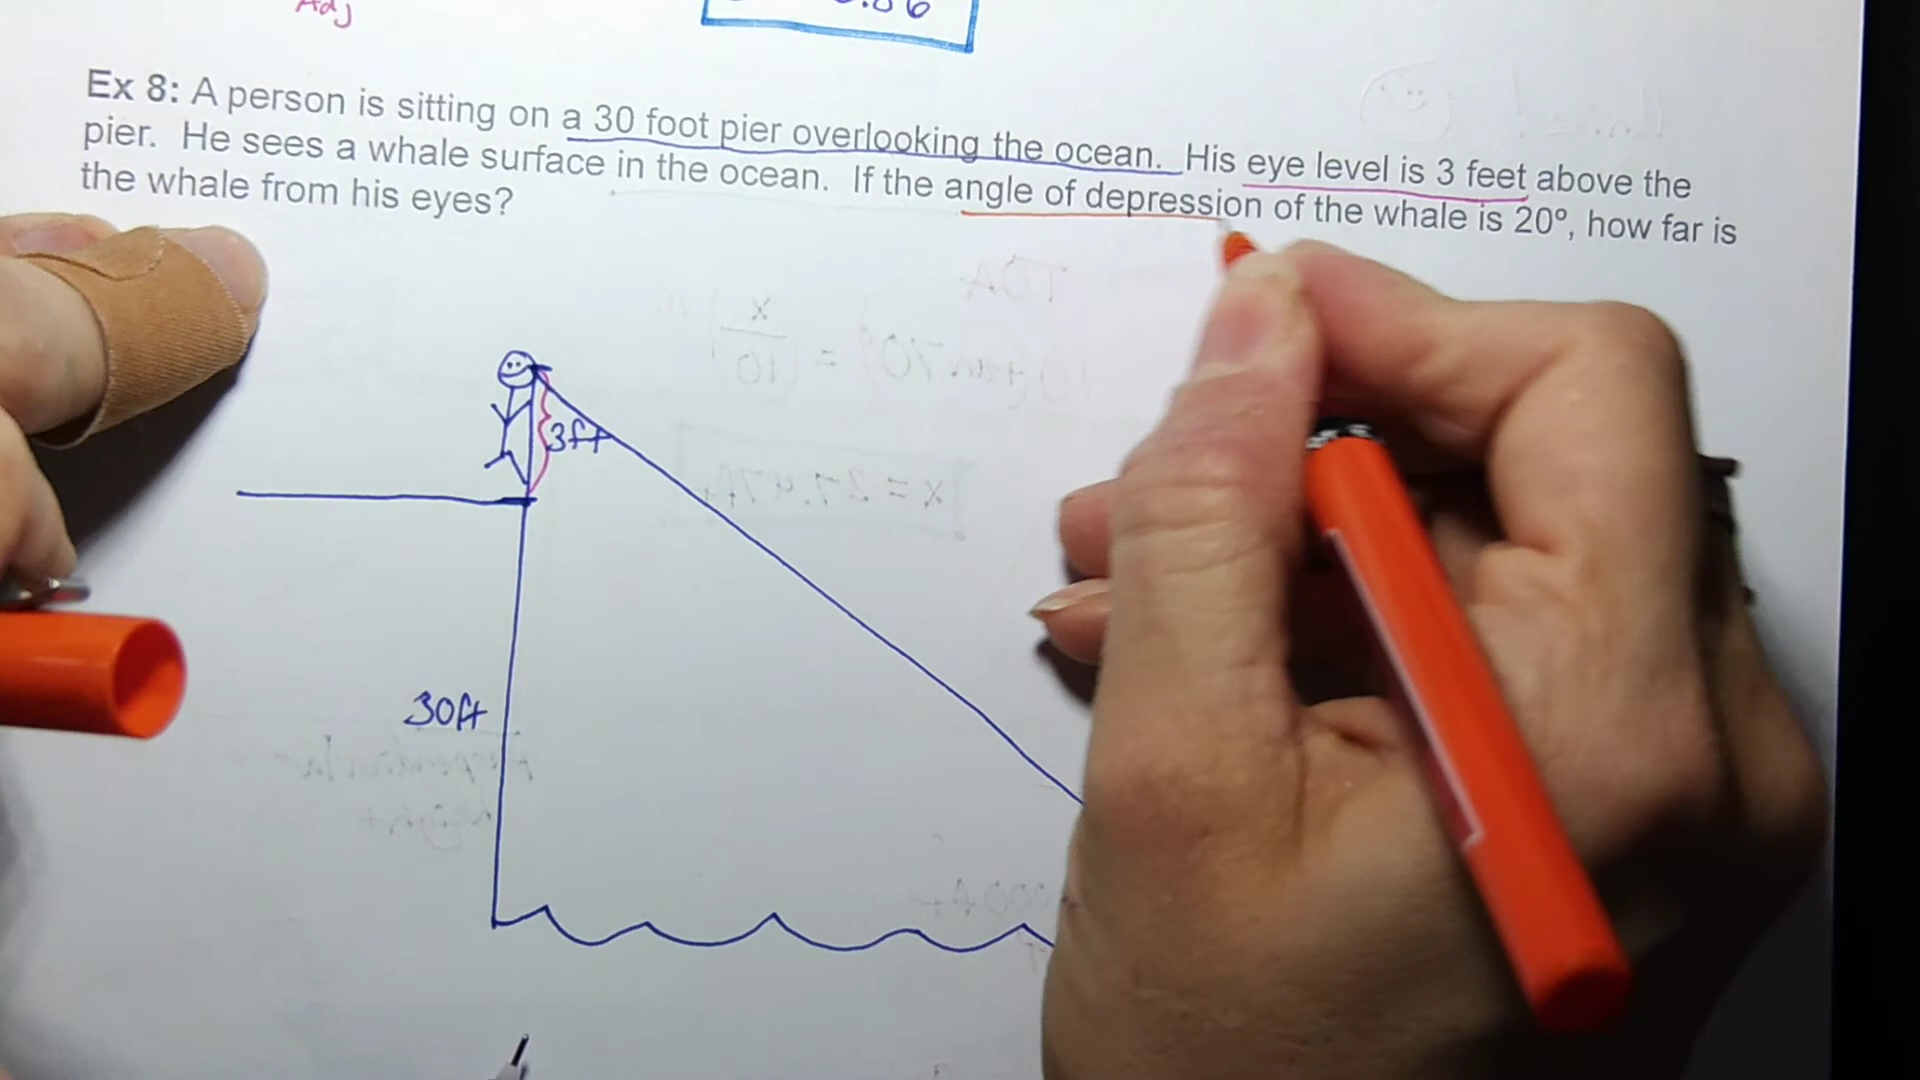 Adj
Ex 8: A person is sitting on a 30 foot pier overlooking the ocean. His eye level is 3 feet above the
pier. He sees a whale surface in the ocean. If the angle of depression of the whale is 20º, how far is
the whale from his eyes?
3ft
30ft